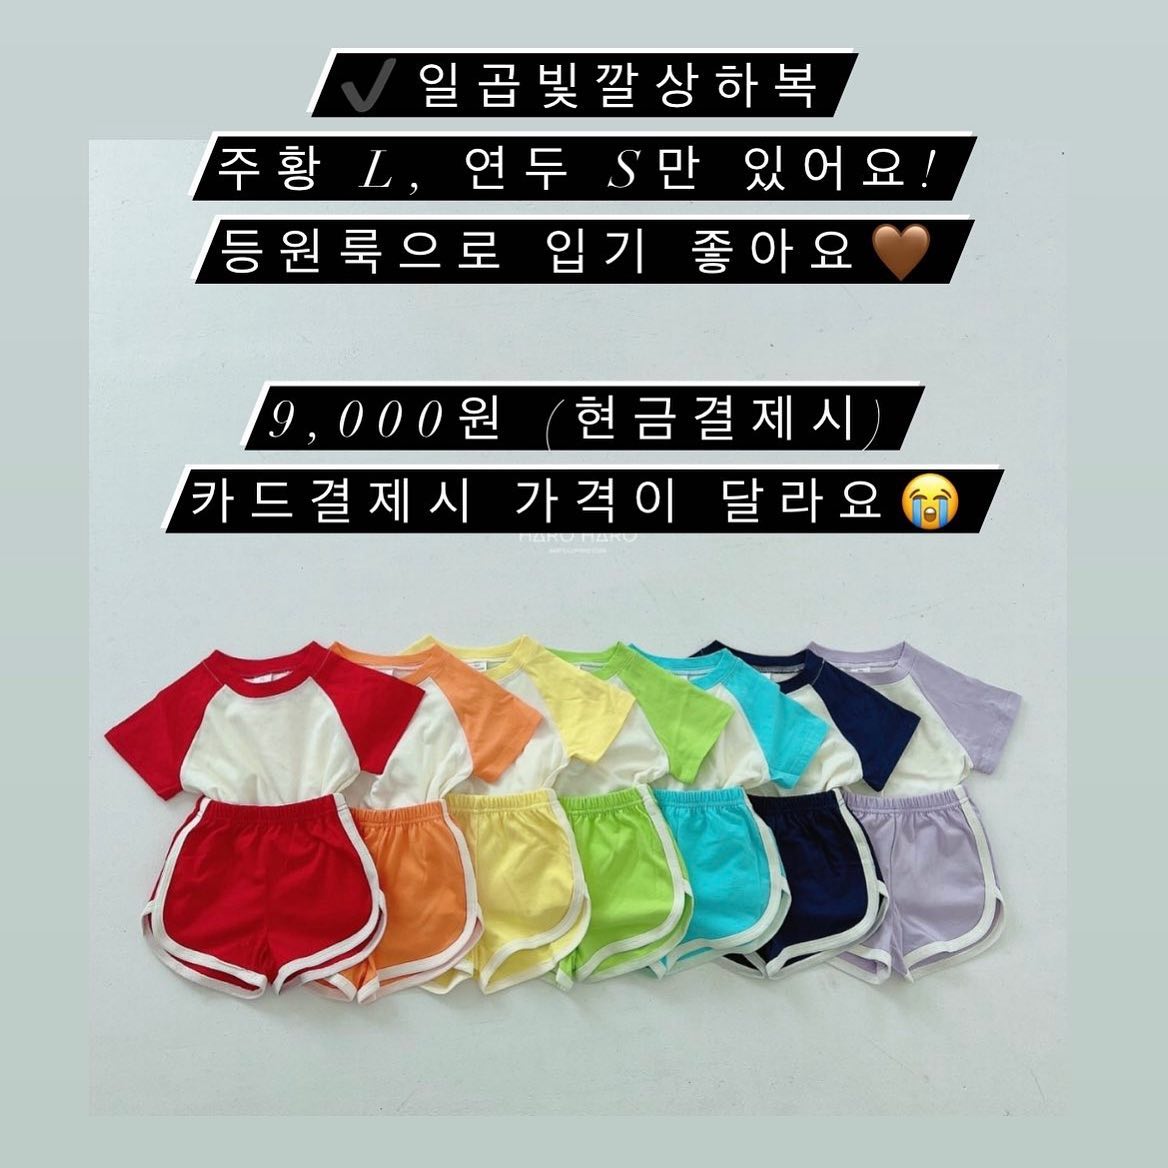 ✔일곱빛깔상하복
주황 L, 연두 S만 있어요!
등원룩으로 입기 좋아요🤎
9,000원 (현금결제시)
카드결제시 가격이 달라요😭
HARO HARO